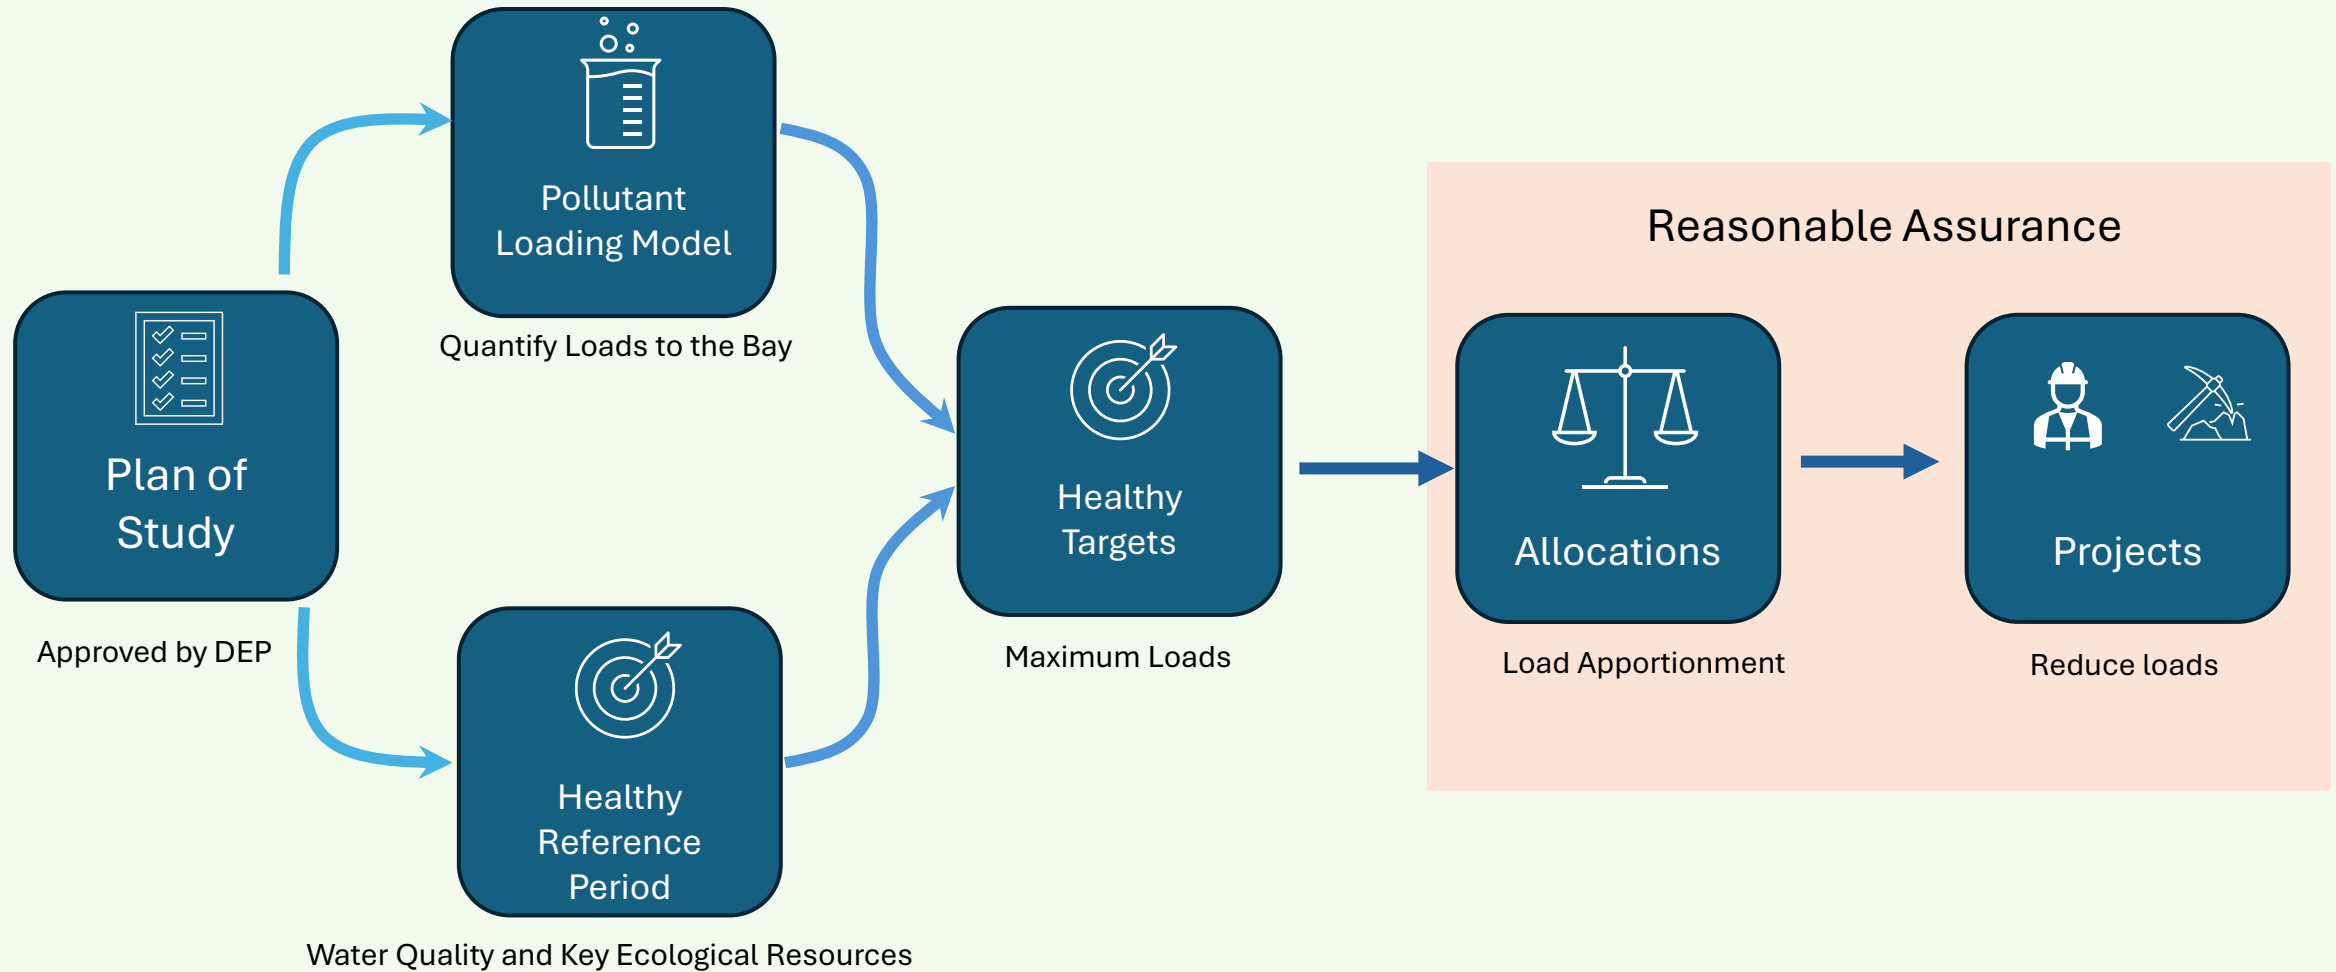 Plan of
Study
Approved by DEP
Pollutant
Loading Model
Quantify Loads to the Bay
Healthy
Reference
Period
Water Quality and Key Ecological Resources
Healthy
Targets
Maximum Loads
Reasonable Assurance
Allocations
Load Apportionment
Projects
Reduce loads